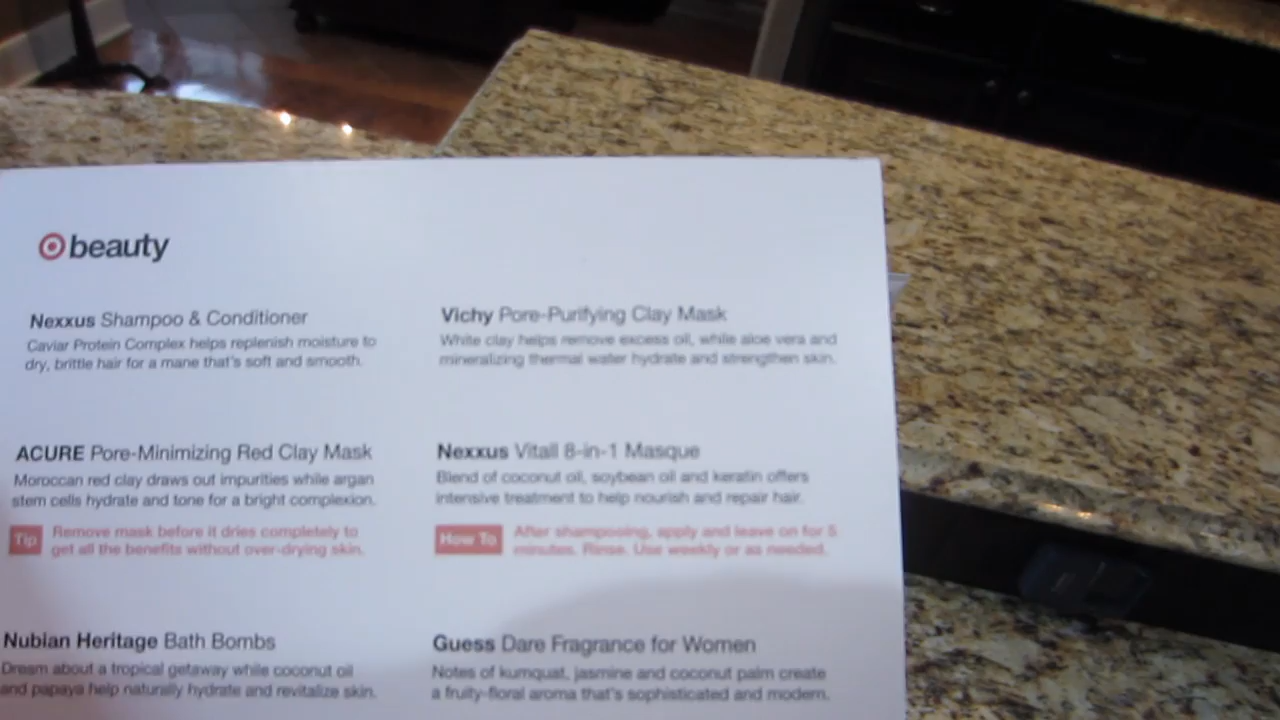 beauty
Nexxus Shampoo & Conditioner
Caviar Protein Complex helps replenish moisture to
dry, brittle hair for a mane that's soft and smooth.
Vichy Pore-Purifying Clay Mask
White clay helps remove excess oil, while aloe vera and
mineralizing thermal water hydrate and strengthen skin.
ACURE Pore-Minimizing Red Clay Mask
Moroccan red clay draws out impurities while argan
stem cells hydrate and tone for a bright complexion.
Tip Remove mask before it dries completely to
get all the benefits without over-drying skin.
Nexxus Vitall 8-in-1 Masque
Blend of coconut oil, soybean oil and keratin offers
intensive treatment to help nourish and repair hair.
How To After shampooing, apply and leave on for 5
minutes. Rinse. Use weekly or as needed.
Nubian Heritage Bath Bombs
Dream about a tropical getaway while coconut oil
and papaya help naturally hydrate and revitalize skin.
Guess Dare Fragrance for Women
Notes of kumquat, jasmine and coconut palm create
a fruity-floral aroma that's sophisticated and modern.